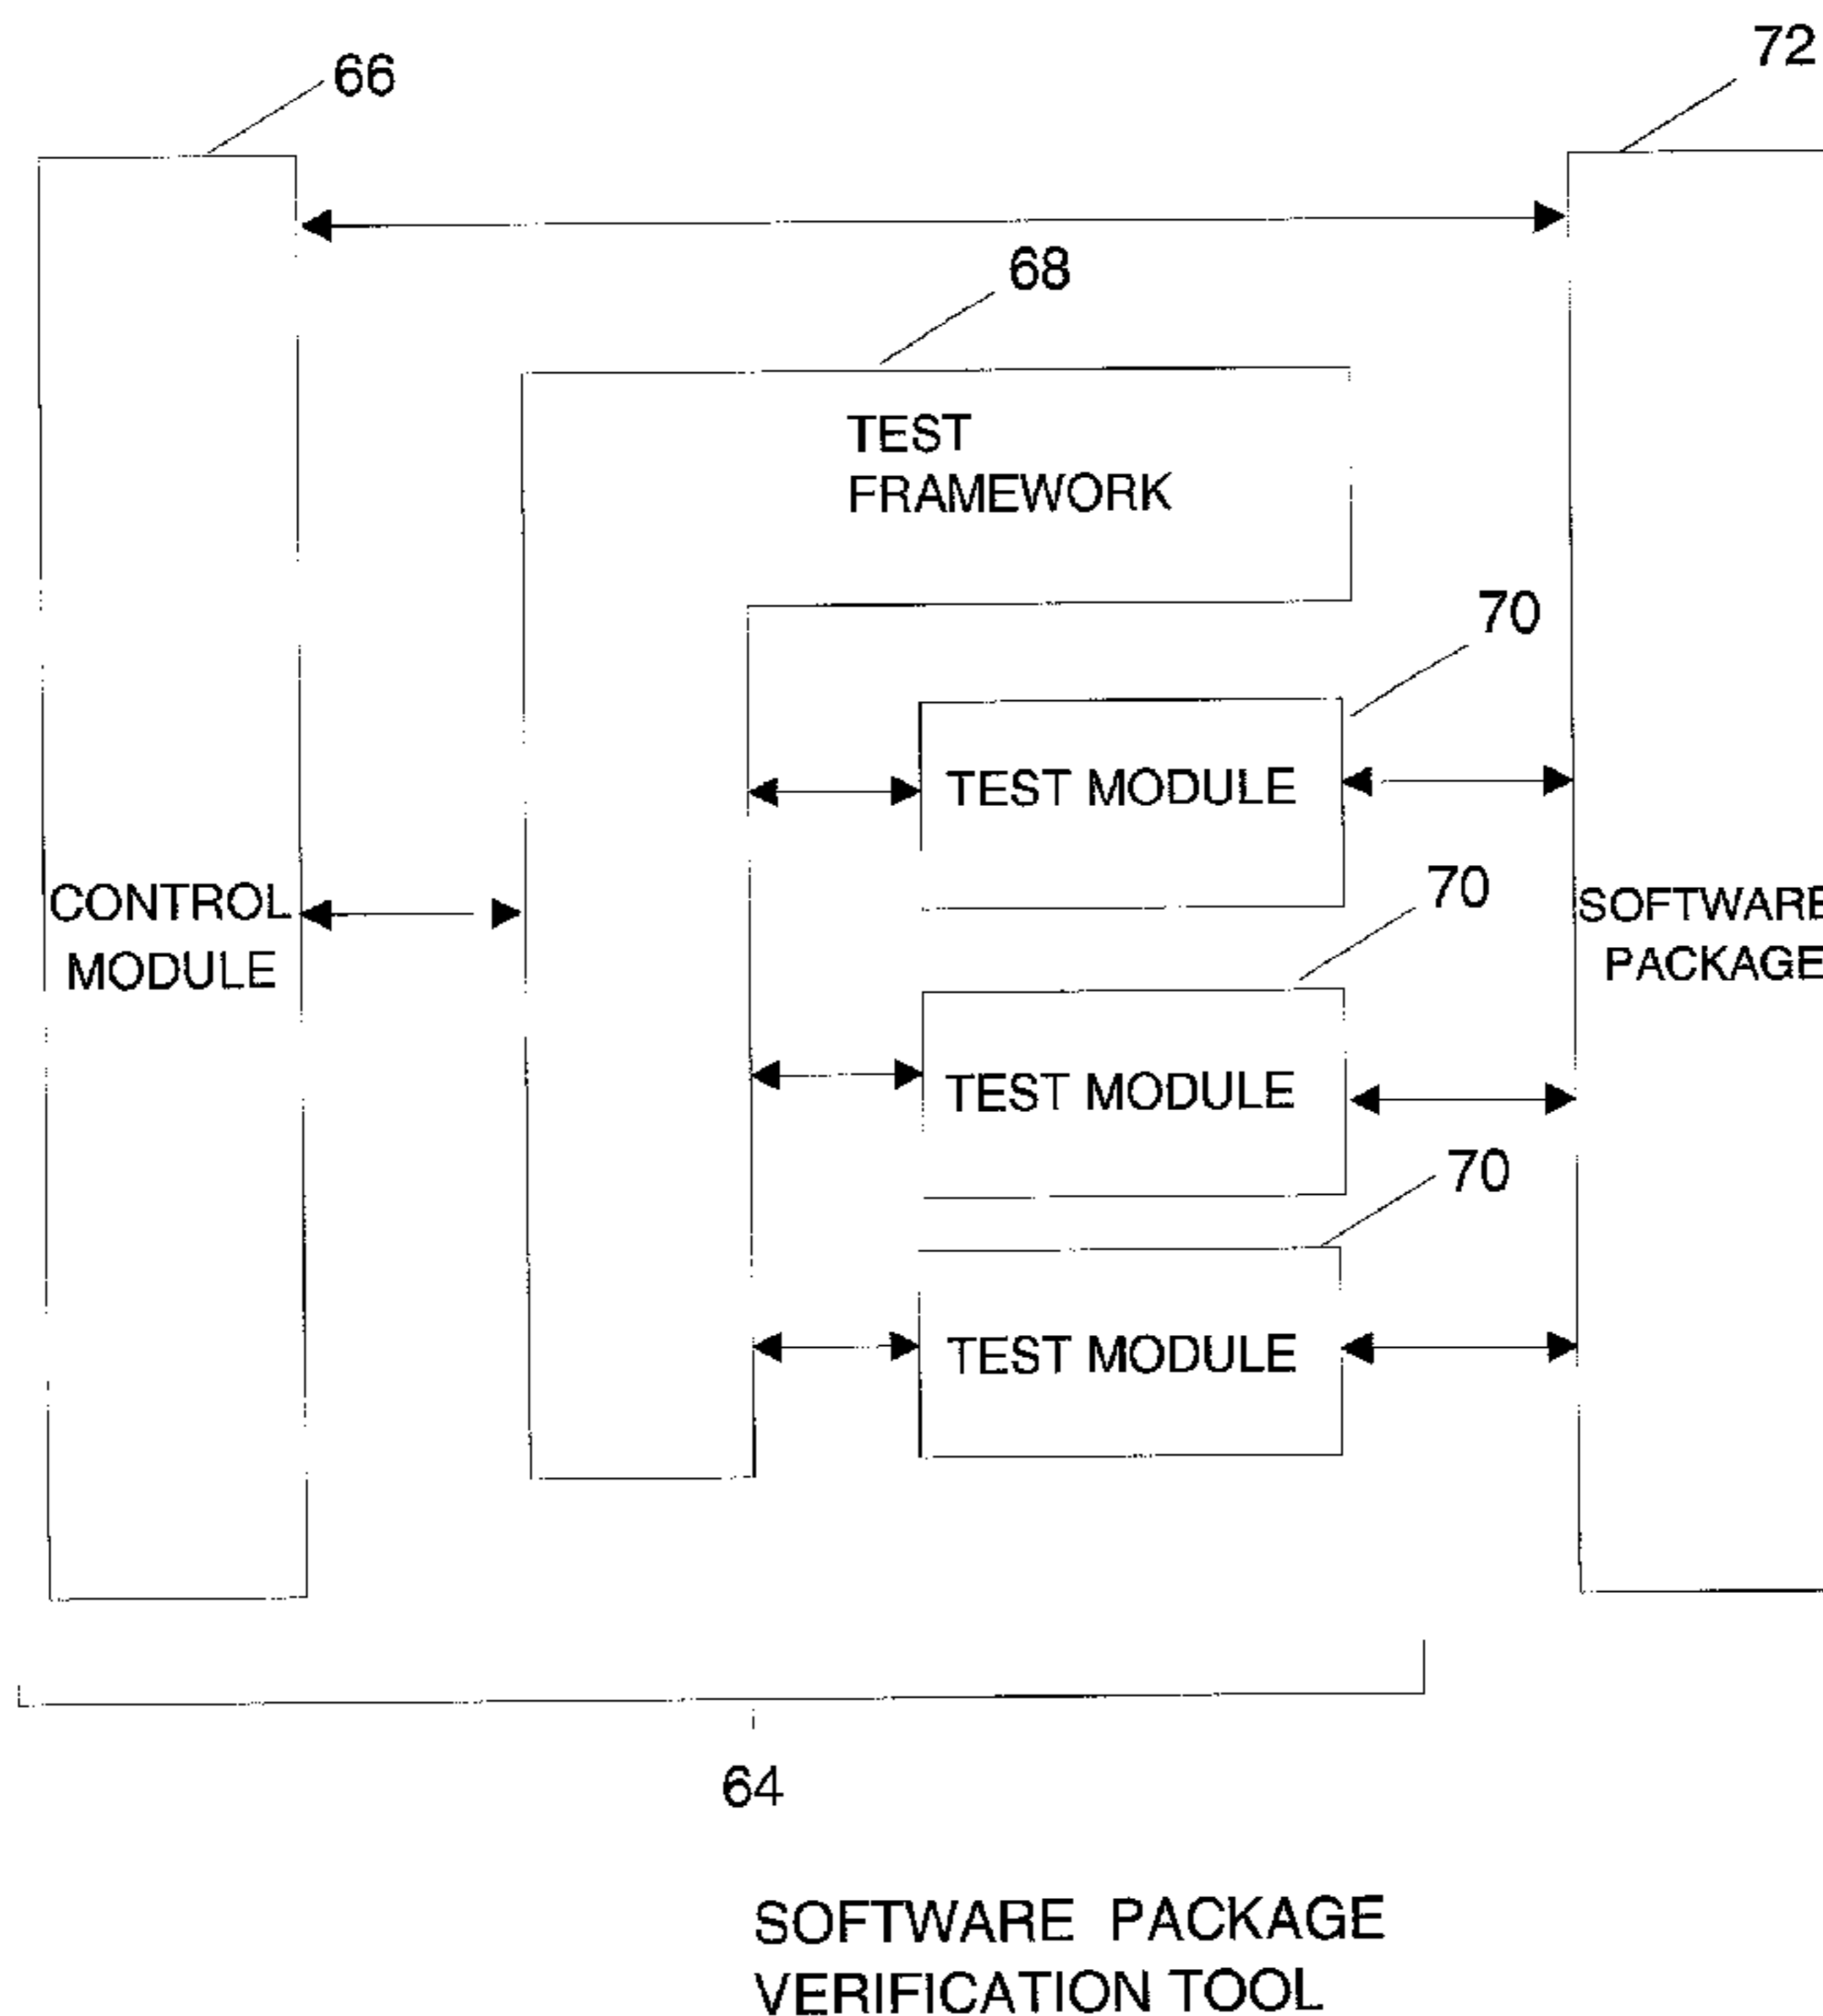 66
72
68
TEST
FRAMEWORK
70
TEST MODULE
70
CONTROL
MODULE
SOFTWARE
PACKAGE
TEST MODULE
70
TEST MODULE
64
SOFTWARE PACKAGE
VERIFICATION TOOL